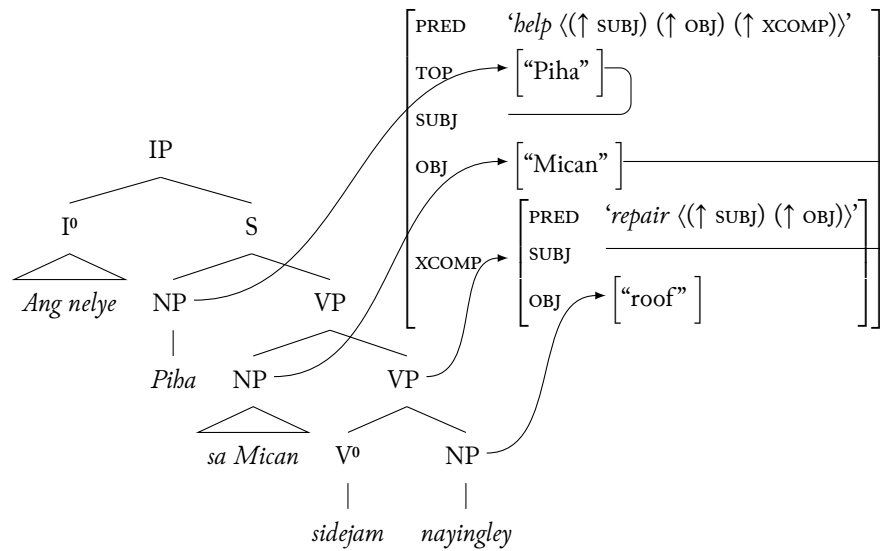 PRED ‘help ⟨(↑ SUBJ) (↑ OBJ) (↑ XCOMP)⟩’
TOP [“Piha”]
SUBJ
IP OBJ [“Mican”]
PRED ‘repair ⟨(↑ SUBJ) (↑ OBJ)⟩’
I⁰ S
XCOMP SUBJ
Ang nelye NP VP OBJ [“roof”]
Piha NP VP
sa Mican V⁰ NP
sidejam nayingley